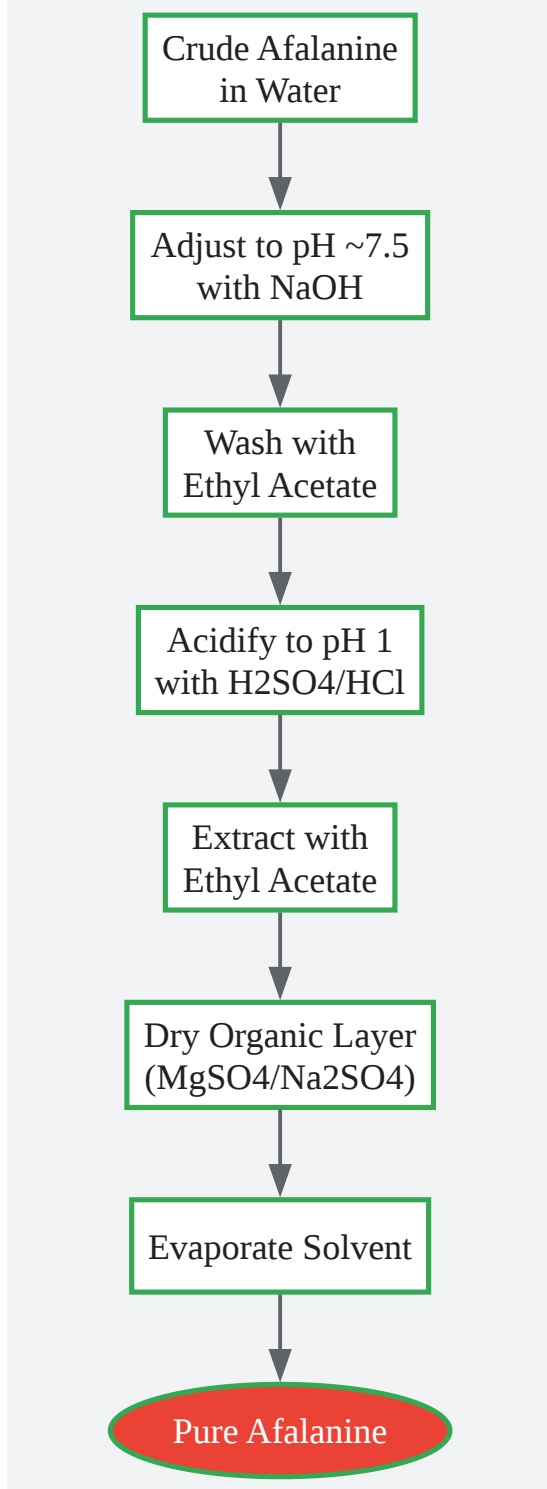 Crude Afalanine
in Water
Adjust to pH ~7.5
with NaOH
Wash with
Ethyl Acetate
Acidify to pH 1
with H2SO4/HCl
Extract with
Ethyl Acetate
Dry Organic Layer
(MgSO4/Na2SO4)
Evaporate Solvent
Pure Afalanine